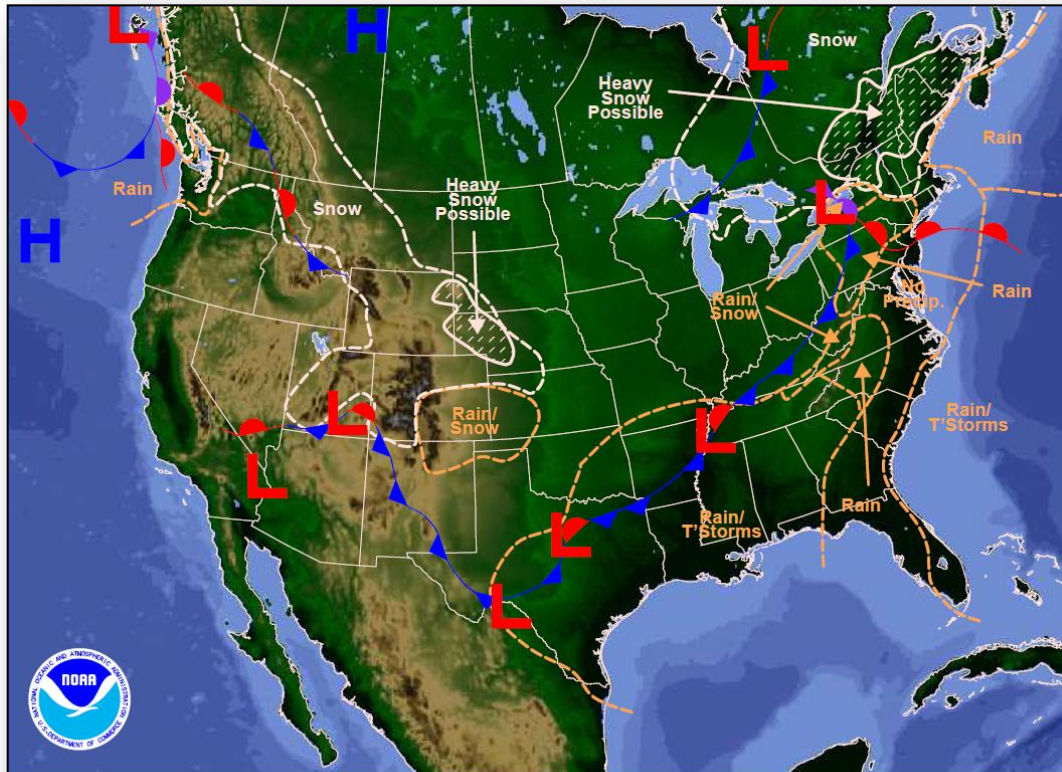 L
H
L
Snow
Heavy
Snow
Possible
Rain
Rain
H
Snow
Heavy
Snow
Possible
L
Rain
No
Precip.
Rain
Rain/
Snow
L
Rain/
Snow
L
Rain/
T'Storms
L
Rain
L
Rain/
T'Storms
L
NATIONAL OCEANIC AND ATMOSPHERIC ADMINISTRATION
NOAA
U.S. DEPARTMENT OF COMMERCE